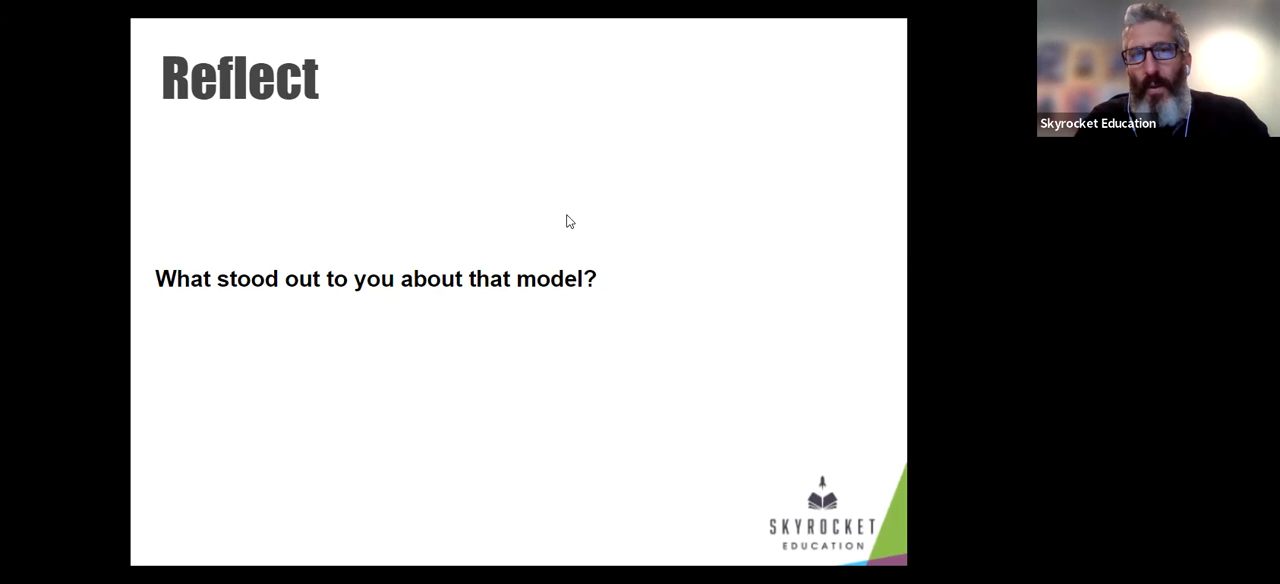 Reflect
What stood out to you about that model?
SKYROCKET
EDUCATION
Skyrocket Education